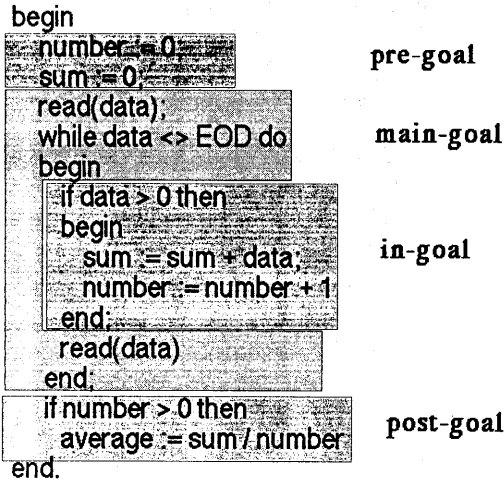 begin
number := 0;
sum := 0;
pre-goal
read(data);
while data <> EOD do
main-goal
begin
if data > 0 then
begin
sum := sum + data;
in-goal
number := number + 1
end;
read(data)
end;
if number > 0 then
post-goal
average := sum / number
end.